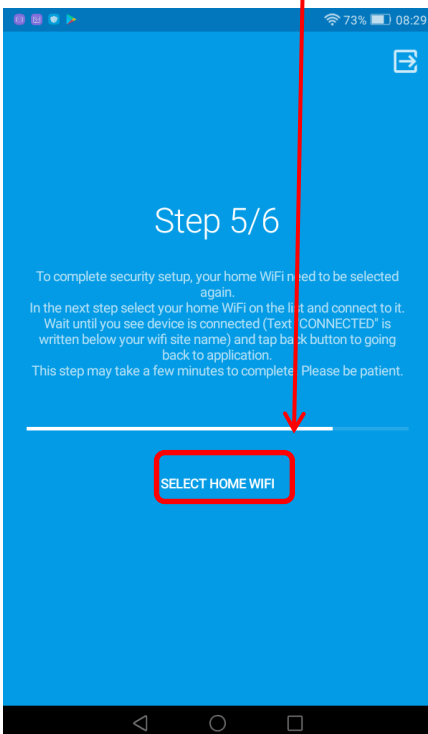 73% 08:29
Step 5/6
To complete security setup, your home WiFi need to be selected
again.
In the next step select your home WiFi on the list and connect to it.
Wait until you see device is connected (Text "CONNECTED" is
written below your wifi site name) and tap back button to going
back to application.
This step may take a few minutes to complete. Please be patient.
SELECT HOME WIFI